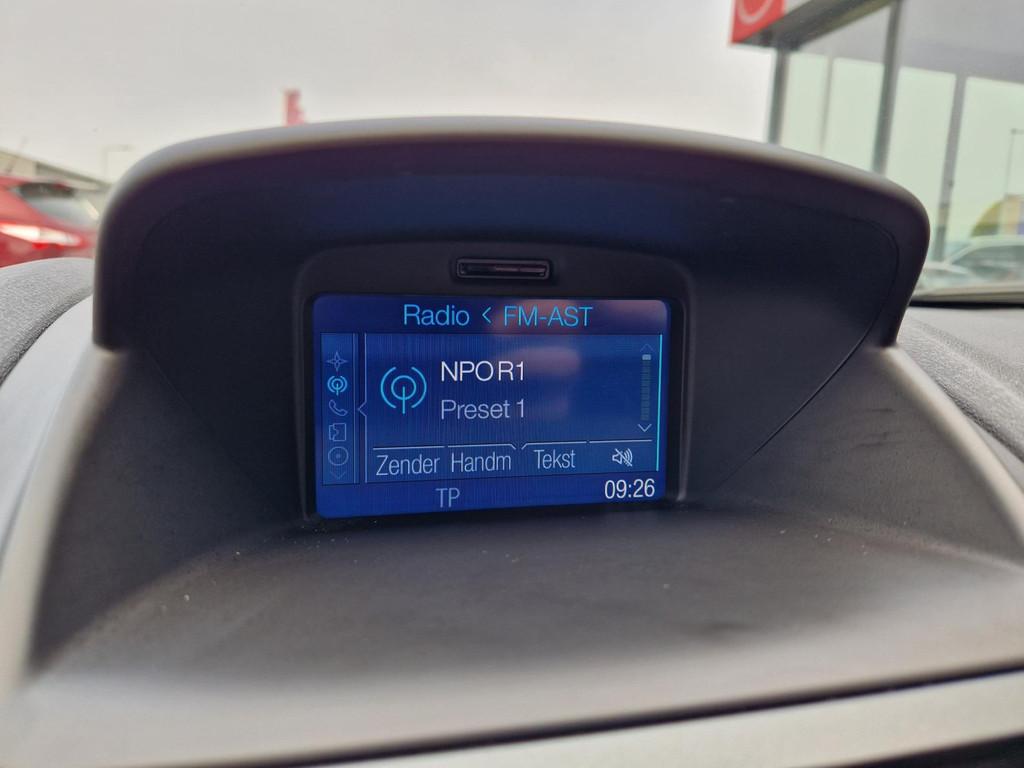 Radio < FM-AST
NPO R1
Preset 1
Zender Handm Tekst
TP 09:26